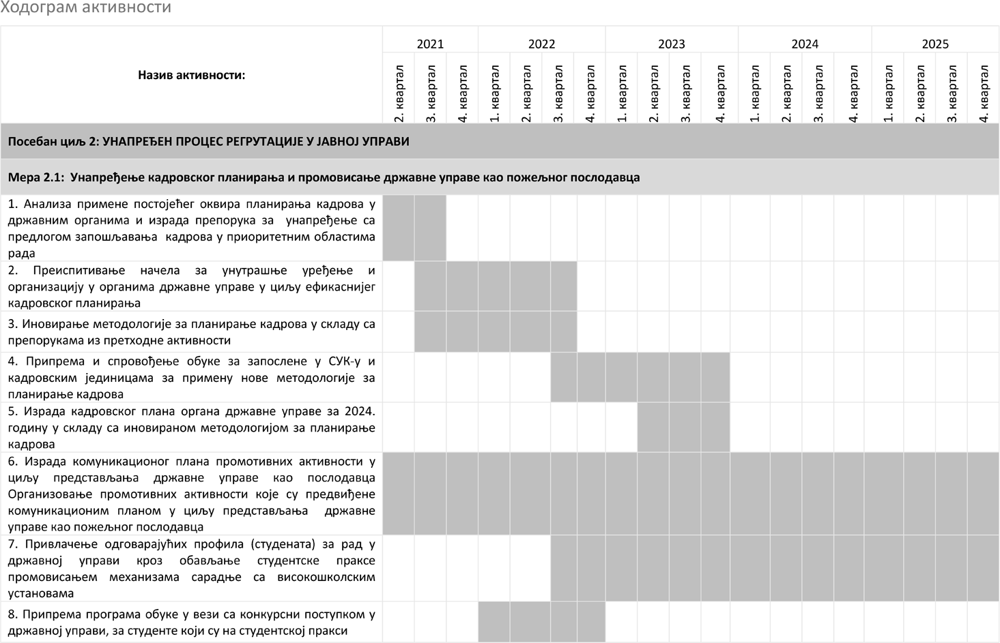 Ходограм активности
Назив активности:
2021
2022
2023
2024
2025
2. квартал
3. квартал
4. квартал
1. квартал
2. квартал
3. квартал
4. квартал
1. квартал
2. квартал
3. квартал
4. квартал
1. квартал
2. квартал
3. квартал
4. квартал
1. квартал
2. квартал
3. квартал
4. квартал
Посебан циљ 2: УНАПРЕЂЕН ПРОЦЕС РЕГРУТАЦИЈЕ У ЈАВНОЈ УПРАВИ
Мера 2.1: Унапређење кадровског планирања и промовисање државне управе као пожељног послодавца
1. Анализа примене постојећег оквира планирања кадрова у
државним органима и израда препорука за унапређење са
предлогом запошљавања кадрова у приоритетним областима
рада
2. Преиспитивање начела за унутрашње уређење и
организацију у органима државне управе у циљу ефикаснијег
кадровског планирања
3. Иновирање методологије за планирање кадрова у складу са
препорукама из претходне активности
4. Припрема и спровођење обуке за запослене у СУК-у и
кадровским јединицама за примену нове методологије за
планирање кадрова
5. Израда кадровског плана органа државне управе за 2024.
годину у складу са иновираном методологијом за планирање
кадрова
6. Израда комуникационог плана промотивних активности у
циљу представљања државне управе као послодавца
Организовање промотивних активности које су предвиђене
комуникационим планом у циљу представљања државне
управе као пожељног послодавца
7. Привлачење одговарајућих профила (студената) за рад у
државној управи кроз обављање студентске праксе
промовисањем механизама сарадње са високошколским
установама
8. Припрема програма обуке у вези са конкурсни поступком у
државној управи, за студенте који су на студентској пракси